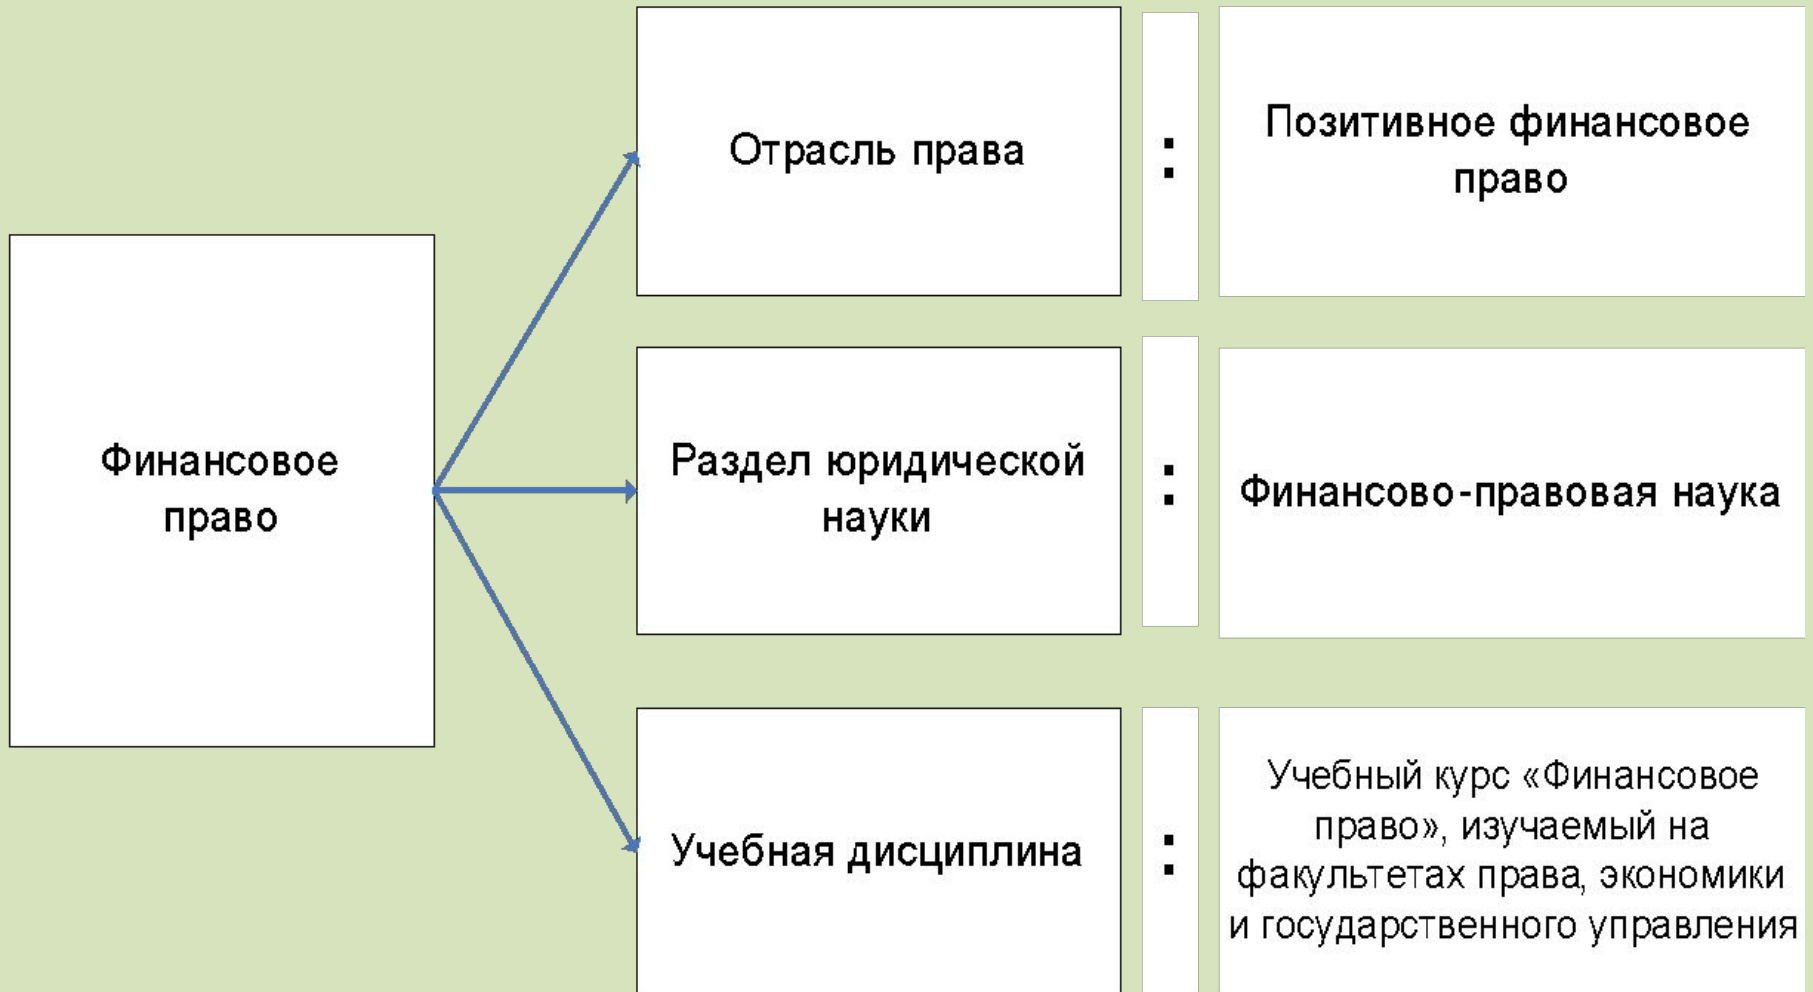 Финансовое
право
Отрасль права
:
Позитивное финансовое
право
Раздел юридической
науки
:
Финансово-правовая наука
Учебная дисциплина
:
Учебный курс «Финансовое
право», изучаемый на
факультетах права, экономики
и государственного управления